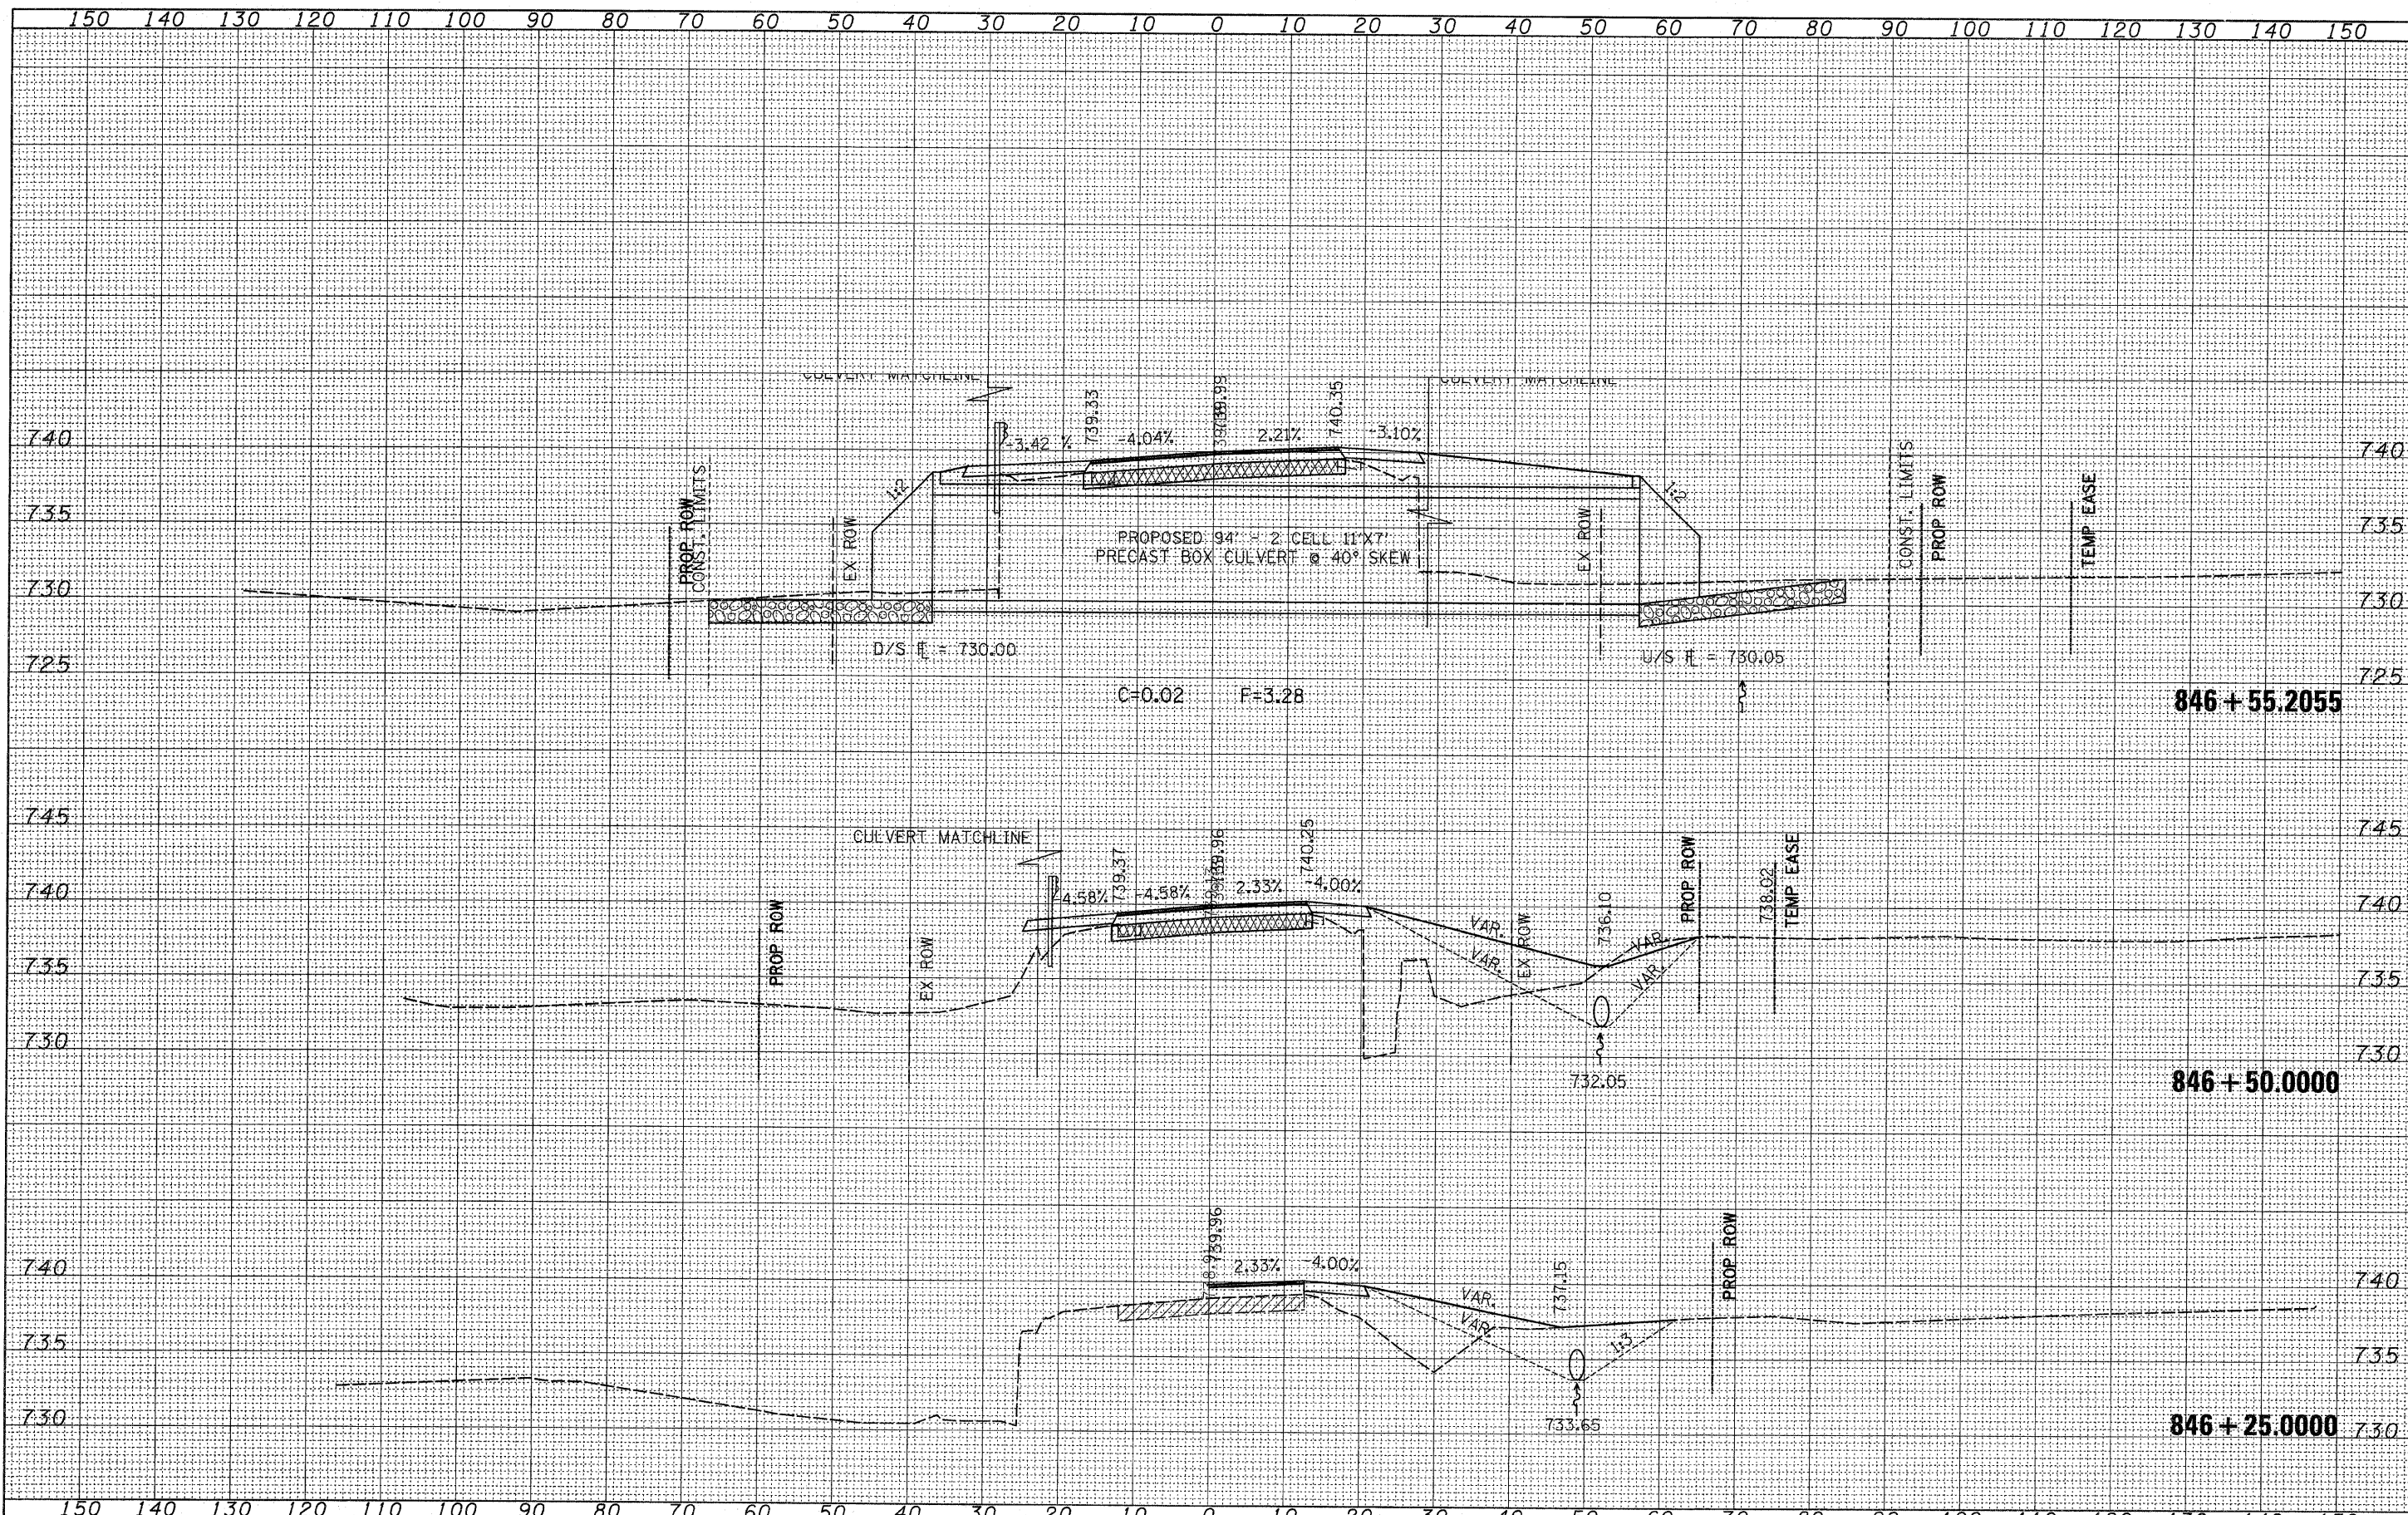 150 140 130 120 110 100 90 80 70 60 50 40 30 20 10 0 10 20 30 40 50 60 70 80 90 100 110 120 130 140 150
CULVERT MATCHLINE
CULVERT MATCHLINE
739.33
739.99
740.35
-3.42 %
-4.04%
2.21%
-3.10%
740
740
1:2
1:2
PROP ROW
CONST. LIMITS
EX ROW
EX ROW
CONST. LIMITS
PROP ROW
TEMP EASE
735
735
PROPOSED 94' - 2 CELL 11'X7'
PRECAST BOX CULVERT @ 40° SKEW
730
730
D/S FL = 730.00
U/S FL = 730.05
725
725
C=0.02 F=3.28
846+55.2055
745
745
CULVERT MATCHLINE
739.37
739.96
740.25
-4.58%
-4.58%
2.33%
-4.00%
740
740
PROP ROW
EX ROW
VAR.
VAR.
EX ROW
736.10
VAR.
VAR.
PROP ROW
738.02
TEMP EASE
735
735
730
730
732.05
846+50.0000
739.96
2.33%
-4.00%
740
740
VAR.
VAR.
737.15
1:3
PROP ROW
735
735
730
730
733.65
846+25.0000
150 140 130 120 110 100 90 80 70 60 50 40 30 20 10 0 10 20 30 40 50 60 70 80 90 100 110 120 130 140 150